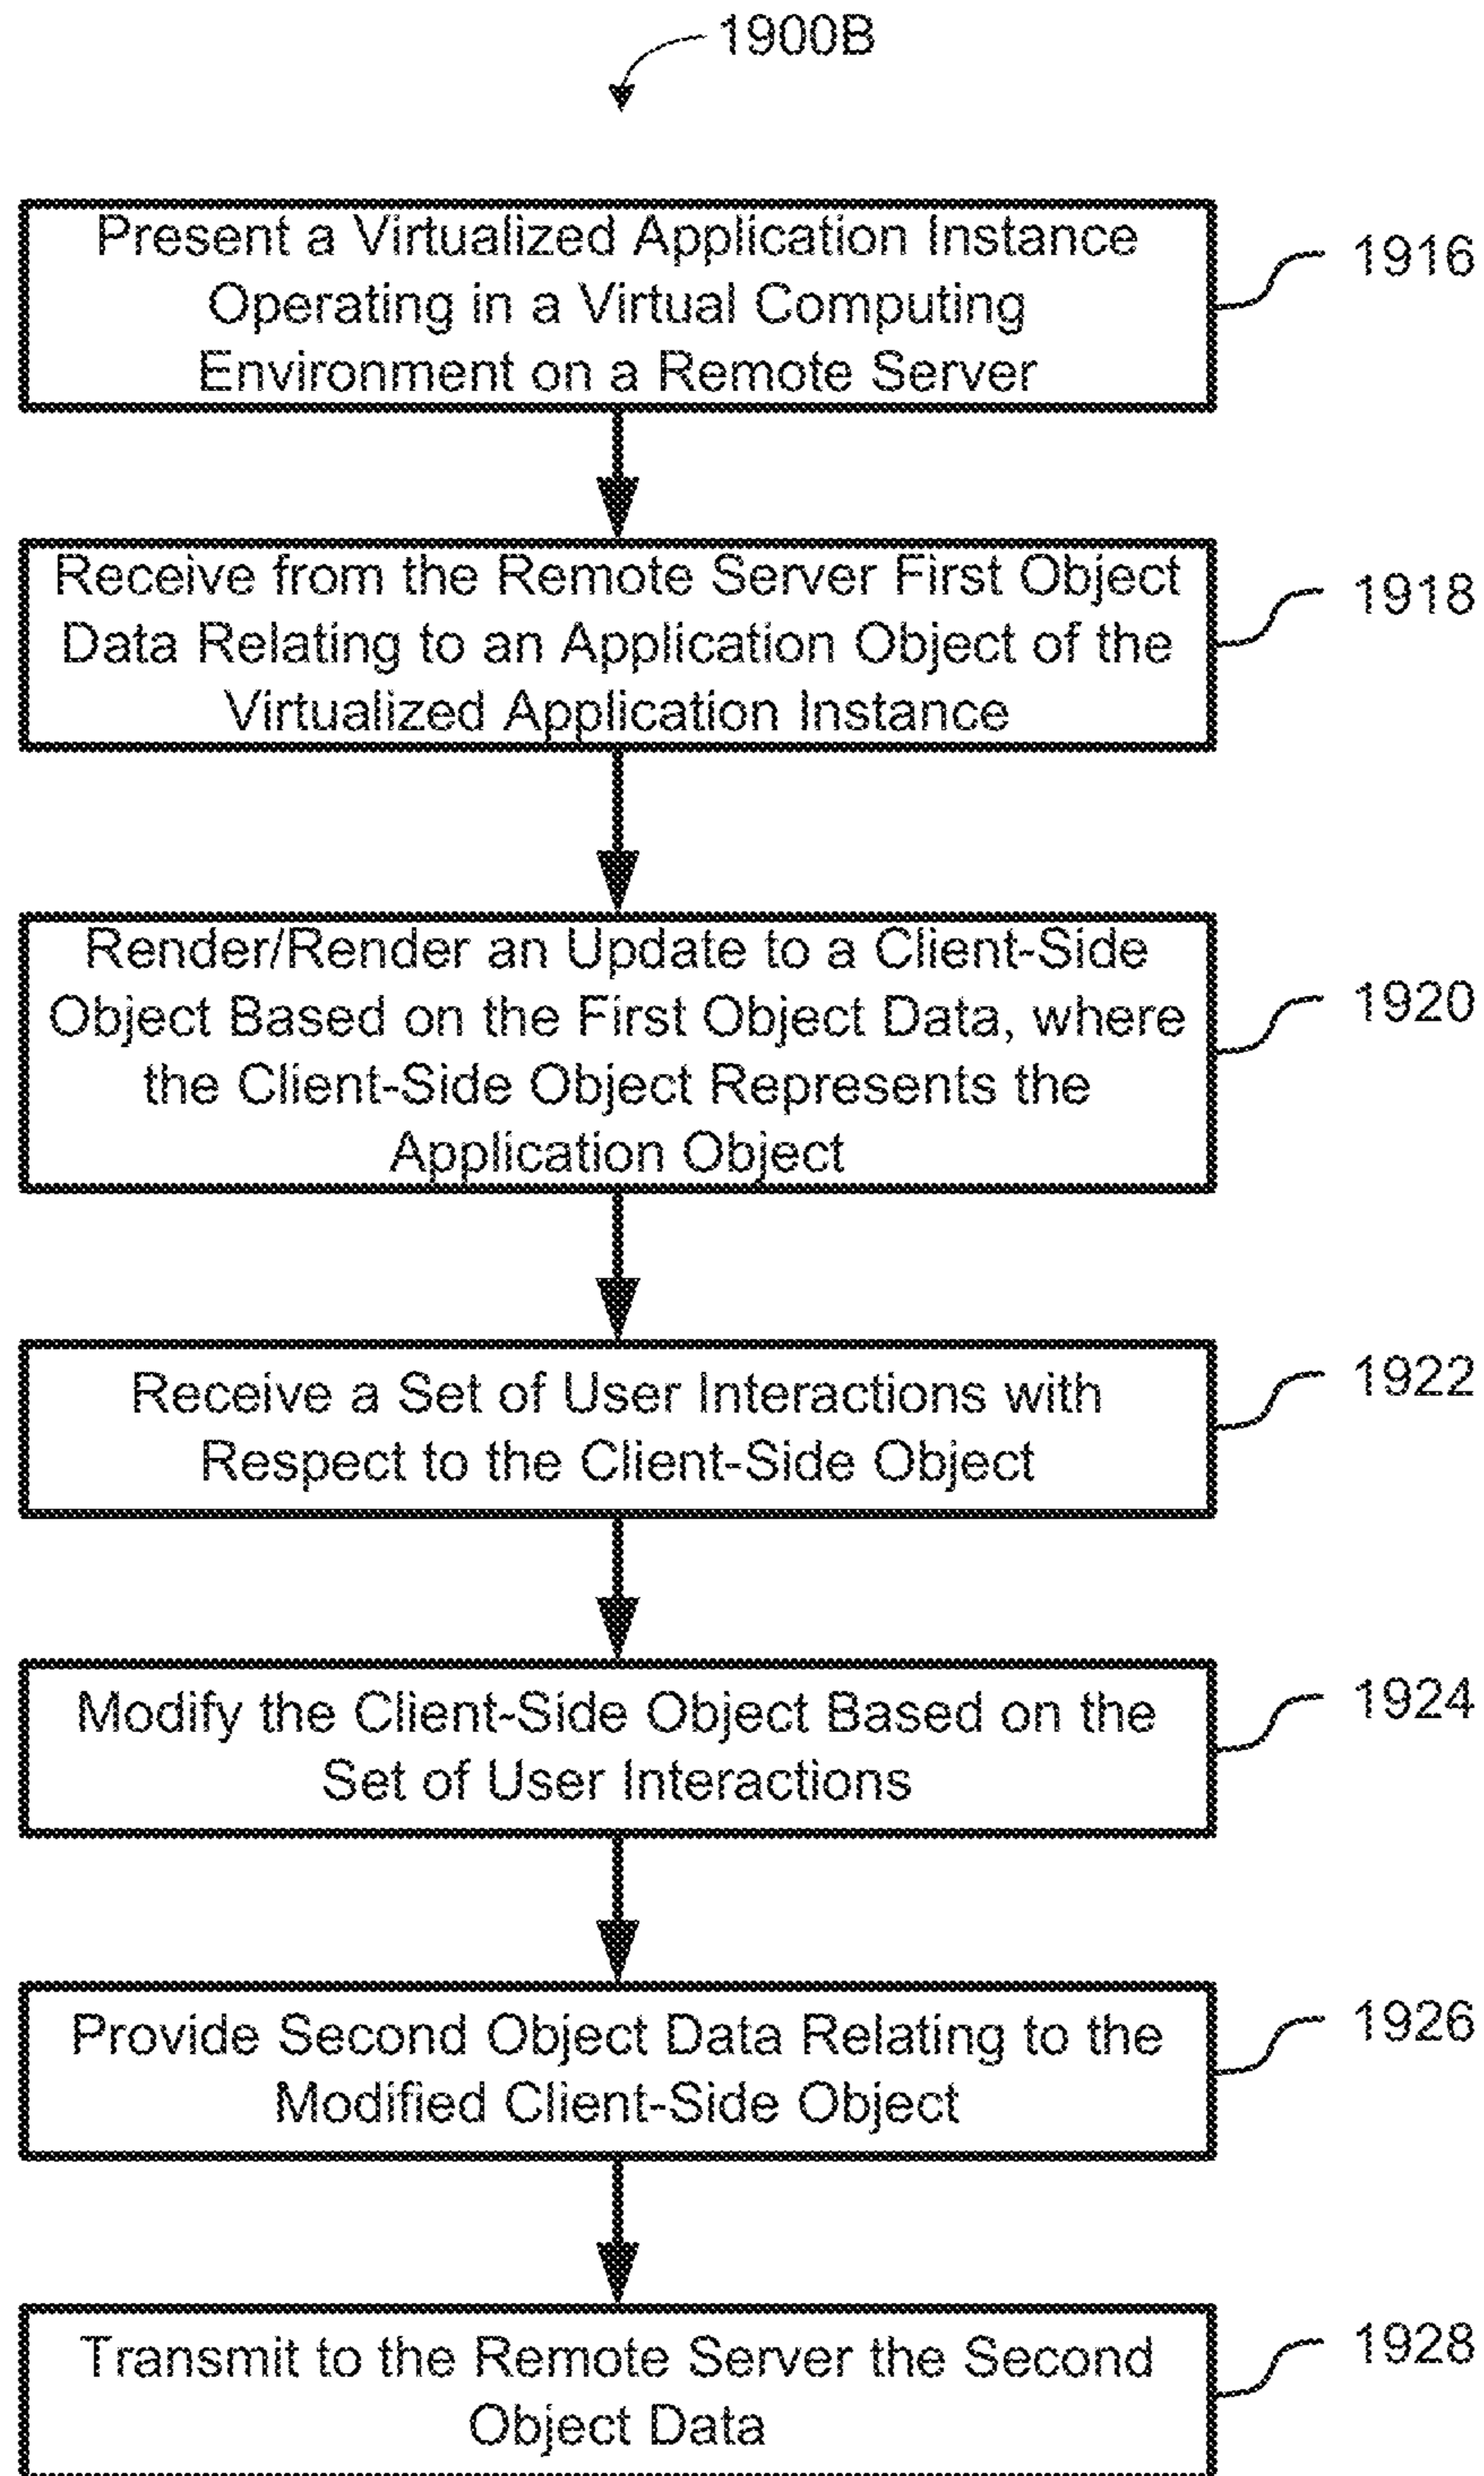 1900B
Present a Virtualized Application Instance
Operating in a Virtual Computing
Environment on a Remote Server
1916
Receive from the Remote Server First Object
Data Relating to an Application Object of the
Virtualized Application Instance
1918
Render/Render an Update to a Client-Side
Object Based on the First Object Data, where
the Client-Side Object Represents the
Application Object
1920
Receive a Set of User Interactions with
Respect to the Client-Side Object
1922
Modify the Client-Side Object Based on the
Set of User Interactions
1924
Provide Second Object Data Relating to the
Modified Client-Side Object
1926
Transmit to the Remote Server the Second
Object Data
1928